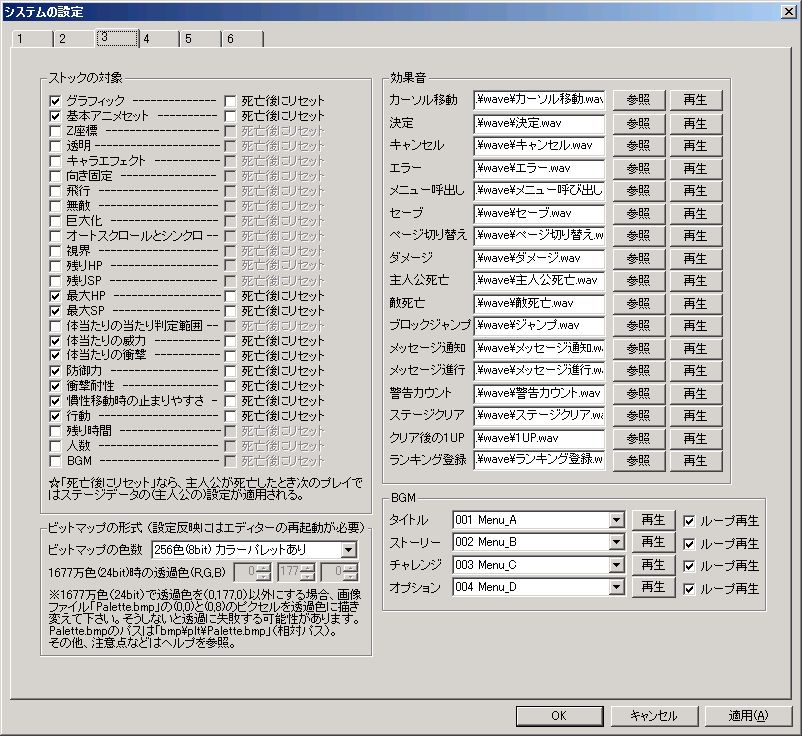 システムの設定
1 2 3 4 5 6
ストックの対象
グラフィック -------------- 死亡後にリセット
基本アニメセット ----------- 死亡後にリセット
Z座標 -------------------- 死亡後にリセット
透明 --------------------- 死亡後にリセット
キャラエフェクト ----------- 死亡後にリセット
向き固定 ----------------- 死亡後にリセット
飛行 --------------------- 死亡後にリセット
無敵 --------------------- 死亡後にリセット
巨大化 ------------------- 死亡後にリセット
オートスクロールとシンクロ -- 死亡後にリセット
視界 --------------------- 死亡後にリセット
残りHP ------------------- 死亡後にリセット
残りSP ------------------- 死亡後にリセット
最大HP ------------------ 死亡後にリセット
最大SP ------------------ 死亡後にリセット
体当たりの当たり判定範囲 -- 死亡後にリセット
体当たりの威力 ----------- 死亡後にリセット
体当たりの衝撃 ----------- 死亡後にリセット
防御力 ------------------- 死亡後にリセット
衝撃耐性 ----------------- 死亡後にリセット
慣性移動時の止まりやすさ - 死亡後にリセット
行動 --------------------- 死亡後にリセット
残り時間 ----------------- 死亡後にリセット
人数 --------------------- 死亡後にリセット
BGM --------------------- 死亡後にリセット
☆「死亡後にリセット」なら、主人公が死亡したとき次のプレイで
はステージデータの(主人公の)設定が適用される。
ビットマップの形式 (設定反映にはエディターの再起動が必要)
ビットマップの色数 256色(8bit) カラーパレットあり
1677万色(24bit)時の透過色(R,G,B) 0 177 0
※1677万色(24bit)で透過色を(0,177,0)以外にする場合、画像
ファイル「Palette.bmp」の(0,0)と(0,8)のピクセルを透過色に描き
変えて下さい。そうしないと透過に失敗する可能性があります。
Palette.bmpのパスは「bmp¥plt¥Palette.bmp」(相対パス)。
その他、注意点などはヘルプを参照。
効果音
カーソル移動 .¥wave¥カーソル移動.wav 参照 再生
決定 .¥wave¥決定.wav 参照 再生
キャンセル .¥wave¥キャンセル.wav 参照 再生
エラー .¥wave¥エラー.wav 参照 再生
メニュー呼出し .¥wave¥メニュー呼び出し 参照 再生
セーブ .¥wave¥セーブ.wav 参照 再生
ページ切り替え .¥wave¥ページ切り替え.w 参照 再生
ダメージ .¥wave¥ダメージ.wav 参照 再生
主人公死亡 .¥wave¥主人公死亡.wav 参照 再生
敵死亡 .¥wave¥敵死亡.wav 参照 再生
ブロックジャンプ .¥wave¥ジャンプ.wav 参照 再生
メッセージ通知 .¥wave¥メッセージ通知.w 参照 再生
メッセージ進行 .¥wave¥メッセージ進行.w 参照 再生
警告カウント .¥wave¥警告カウント.wav 参照 再生
ステージクリア .¥wave¥ステージクリア.wa 参照 再生
クリア後の1UP .¥wave¥1UP.wav 参照 再生
ランキング登録 .¥wave¥ランキング登録.w 参照 再生
BGM
タイトル 001 Menu_A 再生 ループ再生
ストーリー 002 Menu_B 再生 ループ再生
チャレンジ 003 Menu_C 再生 ループ再生
オプション 004 Menu_D 再生 ループ再生
OK キャンセル 適用(A)